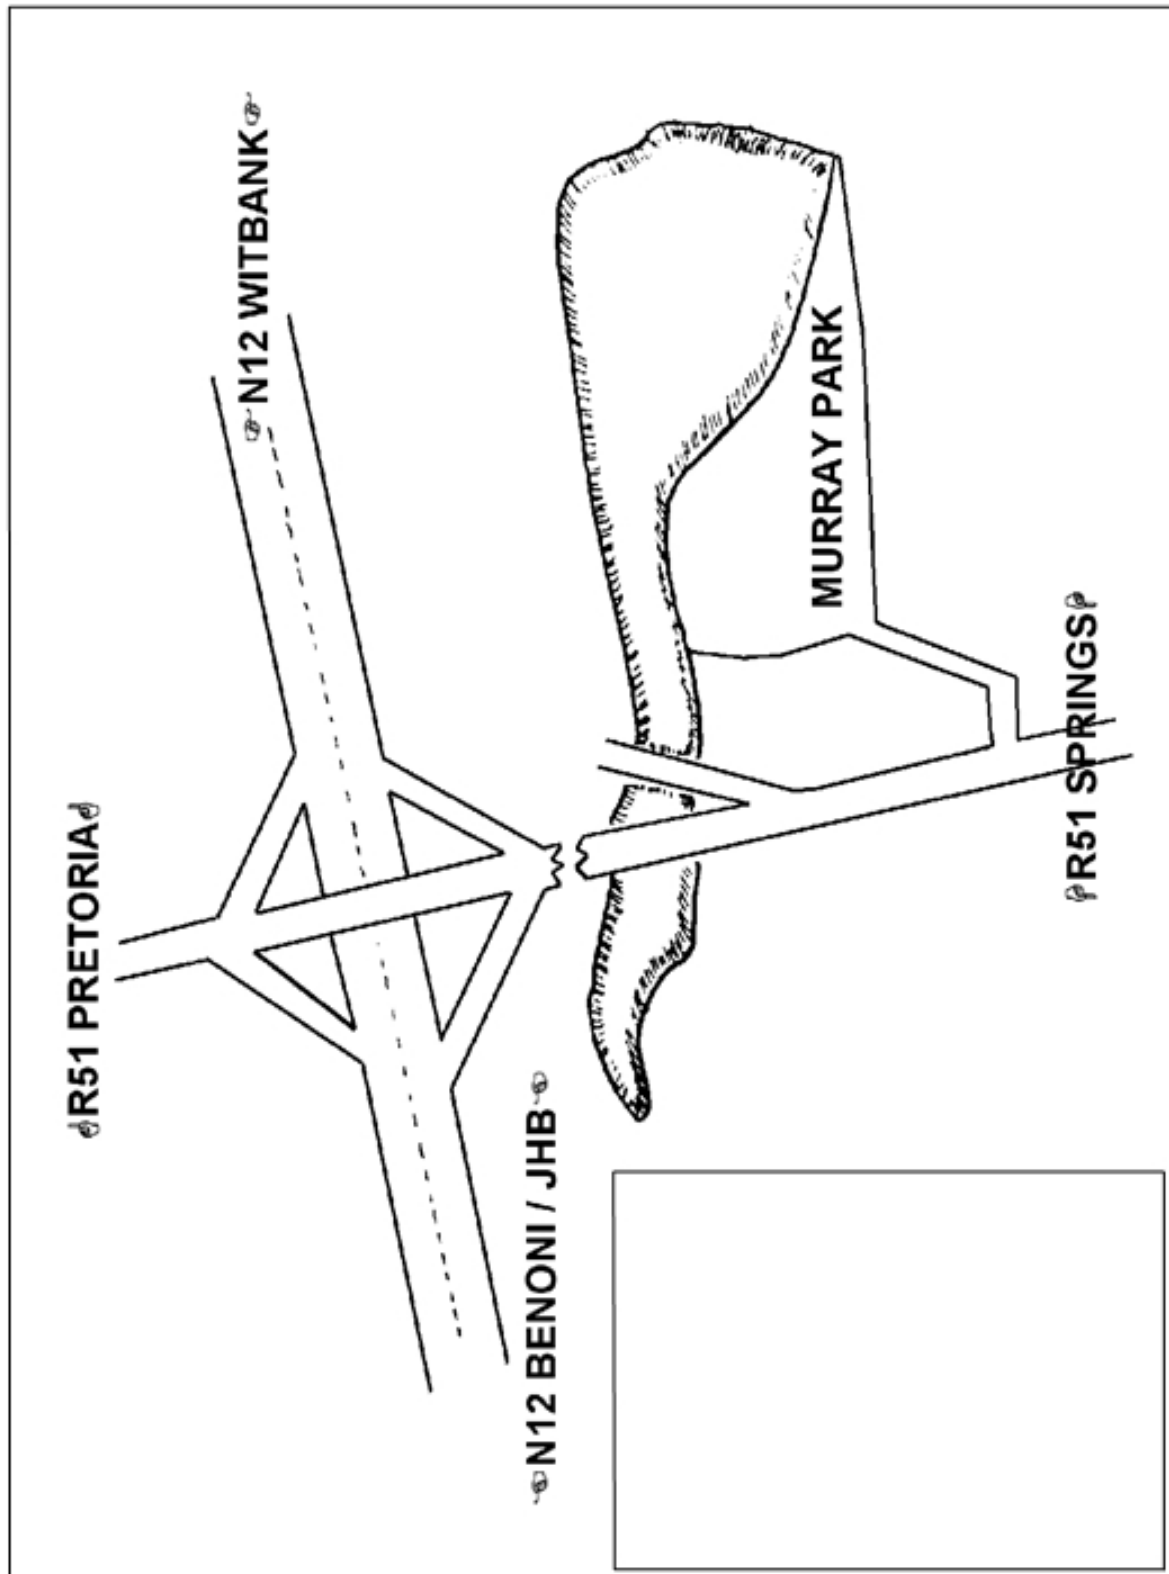 R51 PRETORIA
N12 WITBANK
N12 BENONI / JHB
MURRAY PARK
R51 SPRINGS